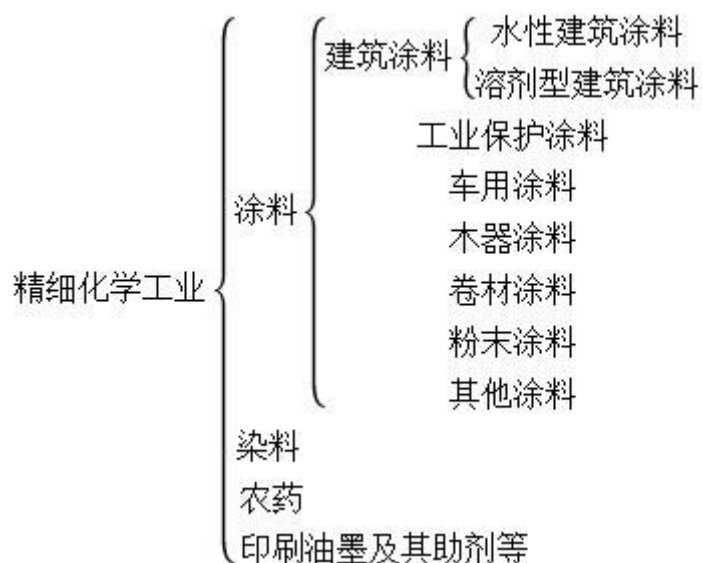 建筑涂料
水性建筑涂料
溶剂型建筑涂料
工业保护涂料
车用涂料
涂料
木器涂料
精细化学工业
卷材涂料
粉末涂料
其他涂料
染料
农药
印刷油墨及其助剂等